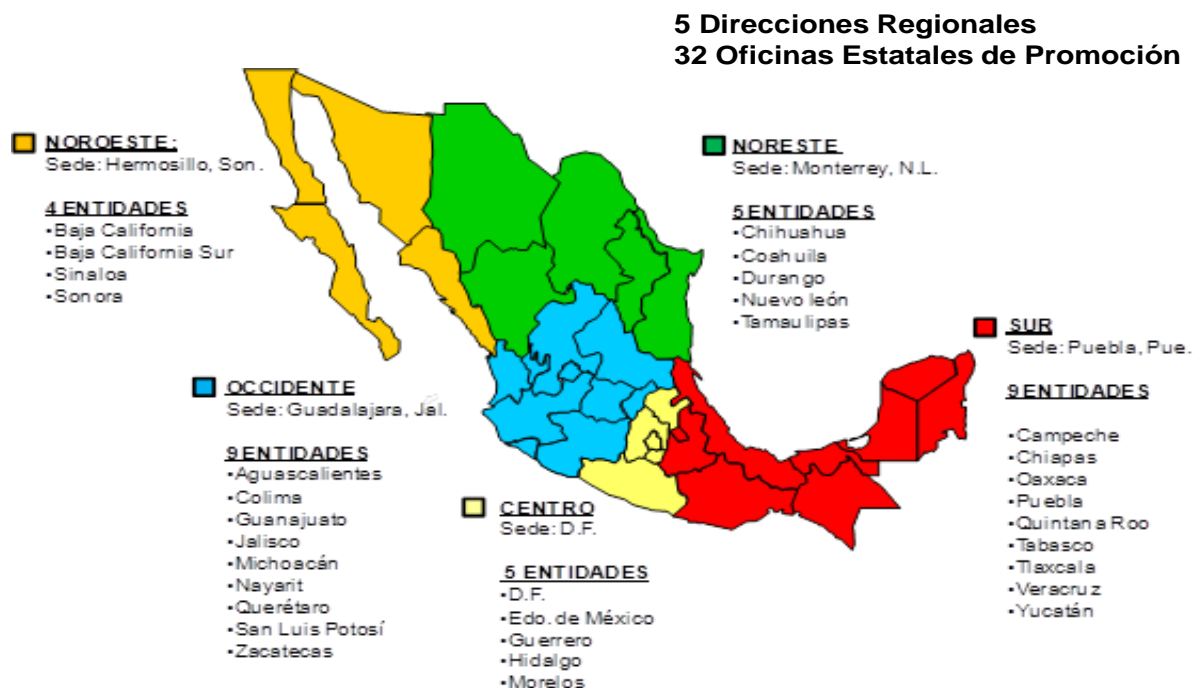 5 Direcciones Regionales
32 Oficinas Estatales de Promoción
NOROESTE:
Sede: Hermosillo, Son.
4 ENTIDADES
•Baja California
•Baja California Sur
•Sinaloa
•Sonora
NORESTE
Sede: Monterrey, N.L.
5 ENTIDADES
•Chihuahua
•Coahuila
•Durango
•Nuevo león
•Tamaulipas
SUR
Sede: Puebla, Pue.
9 ENTIDADES
•Campeche
•Chiapas
•Oaxaca
•Puebla
•Quintana Roo
•Tabasco
•Tlaxcala
•Veracruz
•Yucatán
OCCIDENTE
Sede: Guadalajara, Jal.
9 ENTIDADES
•Aguascalientes
•Colima
•Guanajuato
•Jalisco
•Michoacán
•Nayarit
•Querétaro
•San Luis Potosí
•Zacatecas
CENTRO
Sede: D.F.
5 ENTIDADES
•D.F.
•Edo. de México
•Guerrero
•Hidalgo
•Morelos